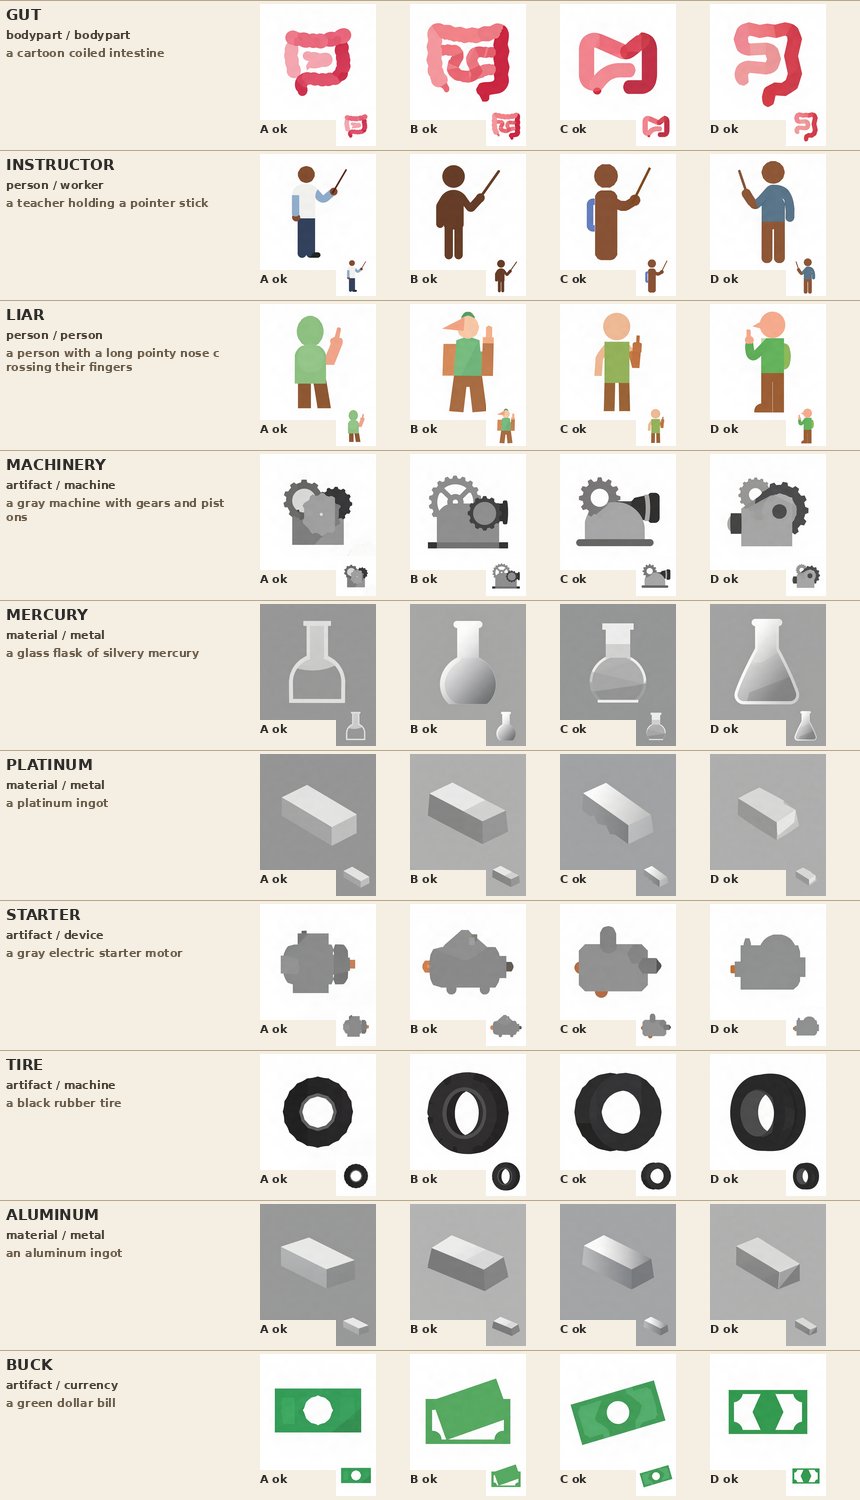 GUT
bodypart / bodypart
a cartoon coiled intestine
A ok
B ok
C ok
D ok
INSTRUCTOR
person / worker
a teacher holding a pointer stick
A ok
B ok
C ok
D ok
LIAR
person / person
a person with a long pointy nose c
rossing their fingers
A ok
B ok
C ok
D ok
MACHINERY
artifact / machine
a gray machine with gears and pist
ons
A ok
B ok
C ok
D ok
MERCURY
material / metal
a glass flask of silvery mercury
A ok
B ok
C ok
D ok
PLATINUM
material / metal
a platinum ingot
A ok
B ok
C ok
D ok
STARTER
artifact / device
a gray electric starter motor
A ok
B ok
C ok
D ok
TIRE
artifact / machine
a black rubber tire
A ok
B ok
C ok
D ok
ALUMINUM
material / metal
an aluminum ingot
A ok
B ok
C ok
D ok
BUCK
artifact / currency
a green dollar bill
A ok
B ok
C ok
D ok